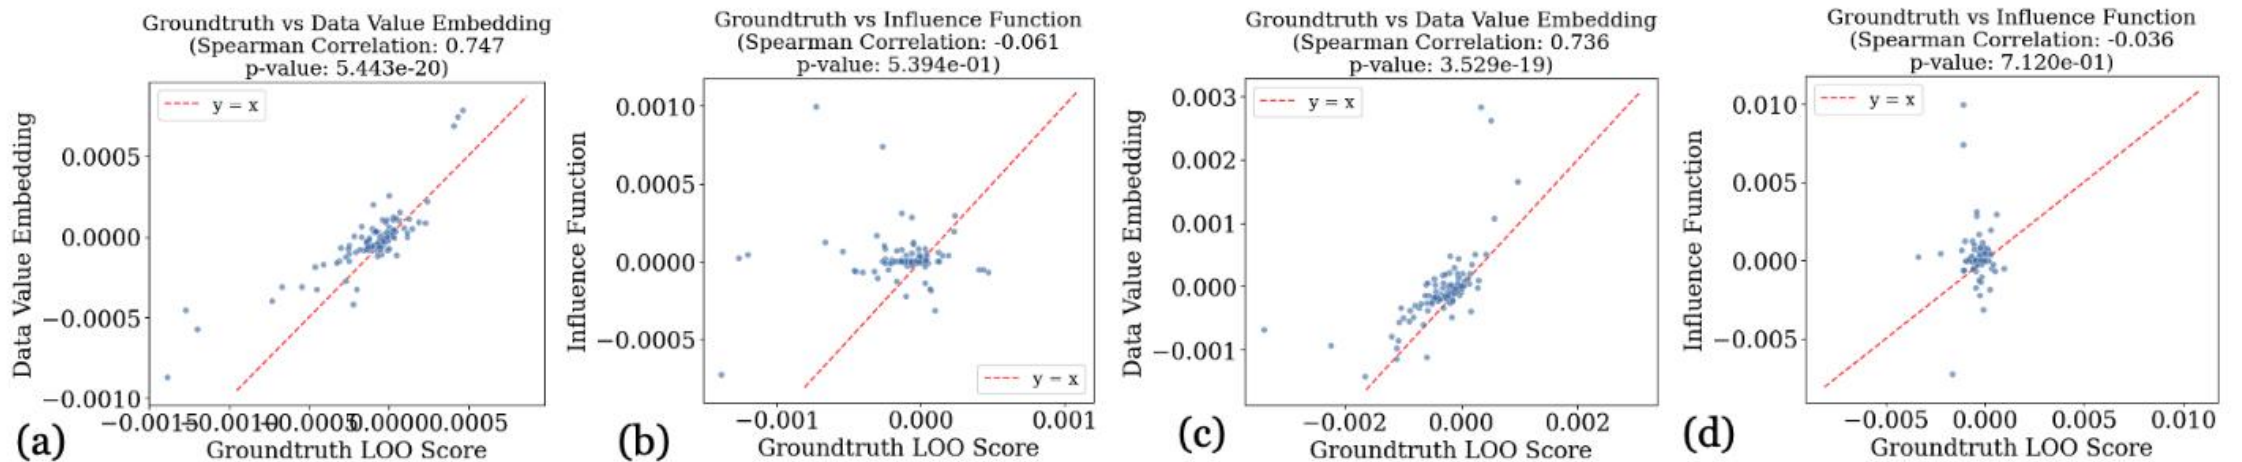 Groundtruth vs Data Value Embedding
(Spearman Correlation: 0.747
p-value: 5.443e-20)
y = x
Data Value Embedding
0.0005
0.0000
−0.0005
−0.0010
0.0005
Groundtruth LOO Score
(a)
Groundtruth vs Influence Function
(Spearman Correlation: -0.061
p-value: 5.394e-01)
Influence Function
0.0010
0.0005
0.0000
−0.0005
y = x
−0.001 0.000 0.001
Groundtruth LOO Score
(b)
Groundtruth vs Data Value Embedding
(Spearman Correlation: 0.736
p-value: 3.529e-19)
y = x
Data Value Embedding
0.003
0.002
0.001
0.000
−0.001
−0.002 0.000 0.002
Groundtruth LOO Score
(c)
Groundtruth vs Influence Function
(Spearman Correlation: -0.036
p-value: 7.120e-01)
y = x
Influence Function
0.010
0.005
0.000
−0.005
−0.005 0.000 0.005 0.010
Groundtruth LOO Score
(d)